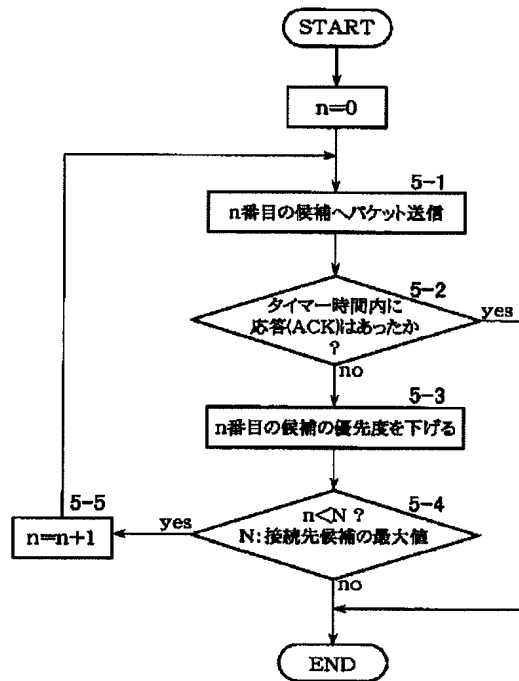 START
n=0
5-1
n番目の候補へパケット送信
5-2
タイマー時間内に
応答(ACK)はあったか
?
yes
no
5-3
n番目の候補の優先度を下げる
5-4
n<N ?
N:接続先候補の最大値
yes
5-5
n=n+1
no
END